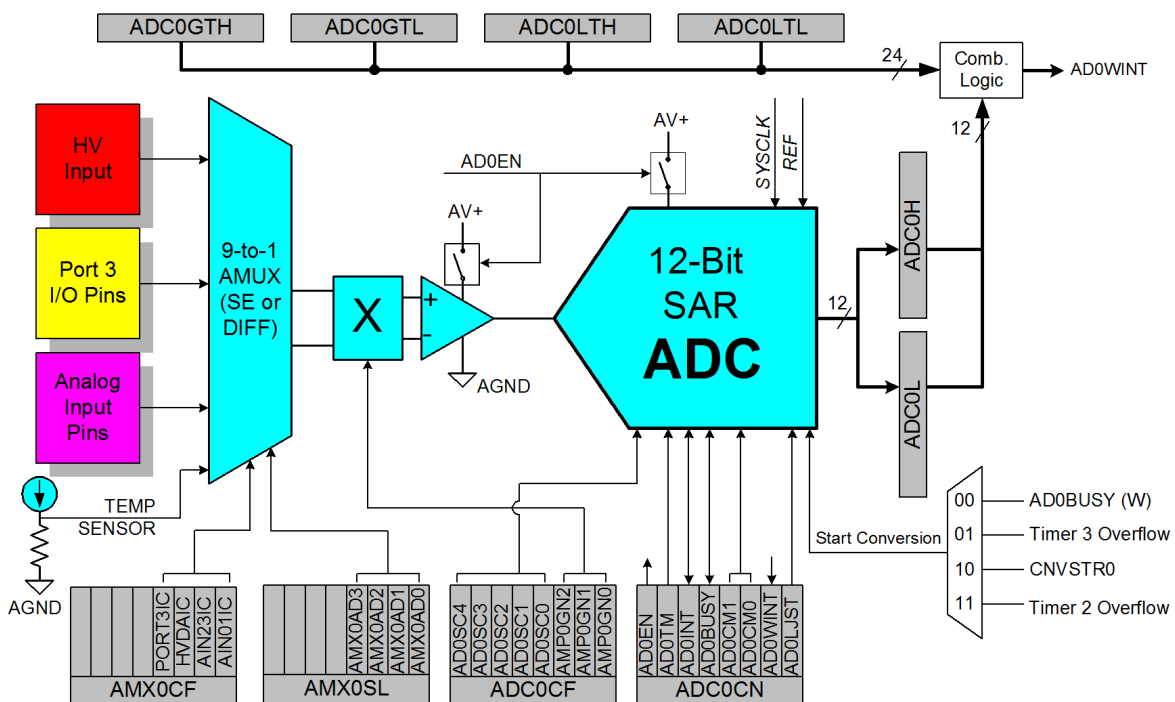 ADC0GTH
ADC0GTL
ADC0LTH
ADC0LTL
24
Comb.
Logic
AD0WINT
12
HV
Input
Port 3
I/O Pins
Analog
Input
Pins
9-to-1
AMUX
(SE or
DIFF)
X
+
-
AV+
AD0EN
AV+
AGND
SYSCLK
REF
12-Bit
SAR
ADC
12
ADC0H
ADC0L
TEMP
SENSOR
AGND
Start Conversion
00
AD0BUSY (W)
01
Timer 3 Overflow
10
CNVSTR0
11
Timer 2 Overflow
PORT3IC
HVDAIC
AIN23IC
AIN01IC
AMX0CF
AMX0AD3
AMX0AD2
AMX0AD1
AMX0AD0
AMX0SL
AD0SC4
AD0SC3
AD0SC2
AD0SC1
AD0SC0
AMP0GN2
AMP0GN1
AMP0GN0
ADC0CF
AD0EN
AD0TM
AD0INT
AD0BUSY
AD0CM1
AD0CM0
AD0WINT
AD0LJST
ADC0CN